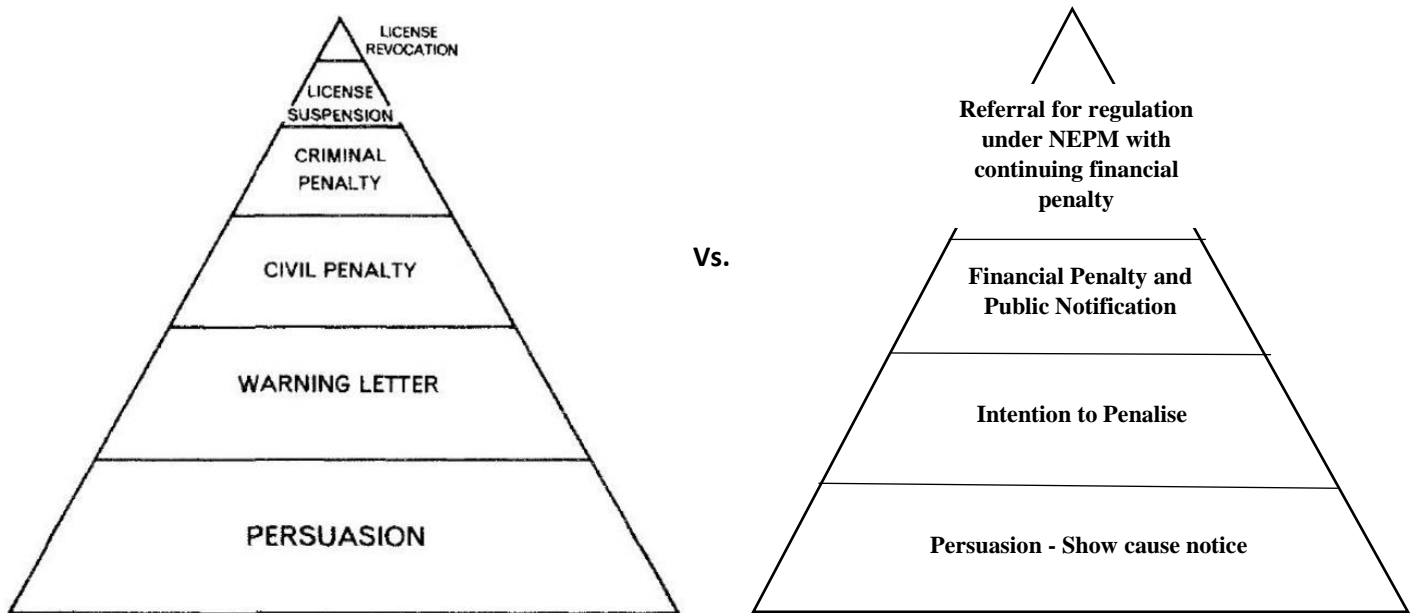 LICENSE
REVOCATION
LICENSE
SUSPENSION
CRIMINAL
PENALTY
CIVIL PENALTY
WARNING LETTER
PERSUASION
Vs.
Referral for regulation
under NEPM with
continuing financial
penalty
Financial Penalty and
Public Notification
Intention to Penalise
Persuasion - Show cause notice